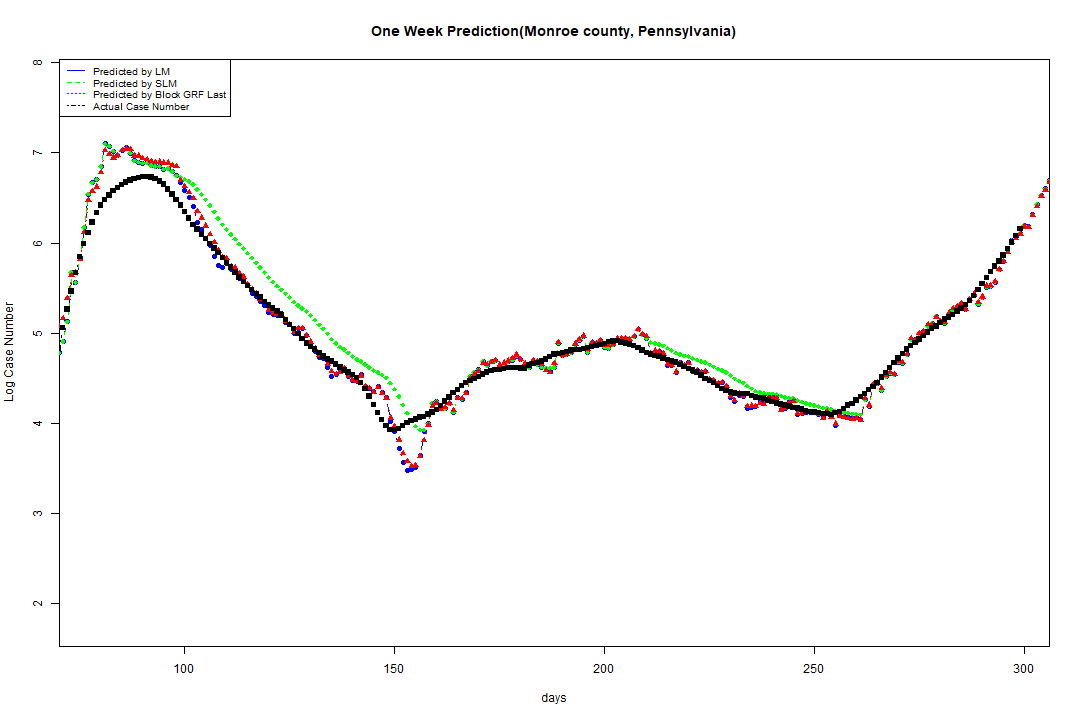 One Week Prediction(Monroe county, Pennsylvania)
Predicted by LM
Predicted by SLM
Predicted by Block GRF Last
Actual Case Number
8
7
6
5
4
3
2
Log Case Number
100 150 200 250 300
days